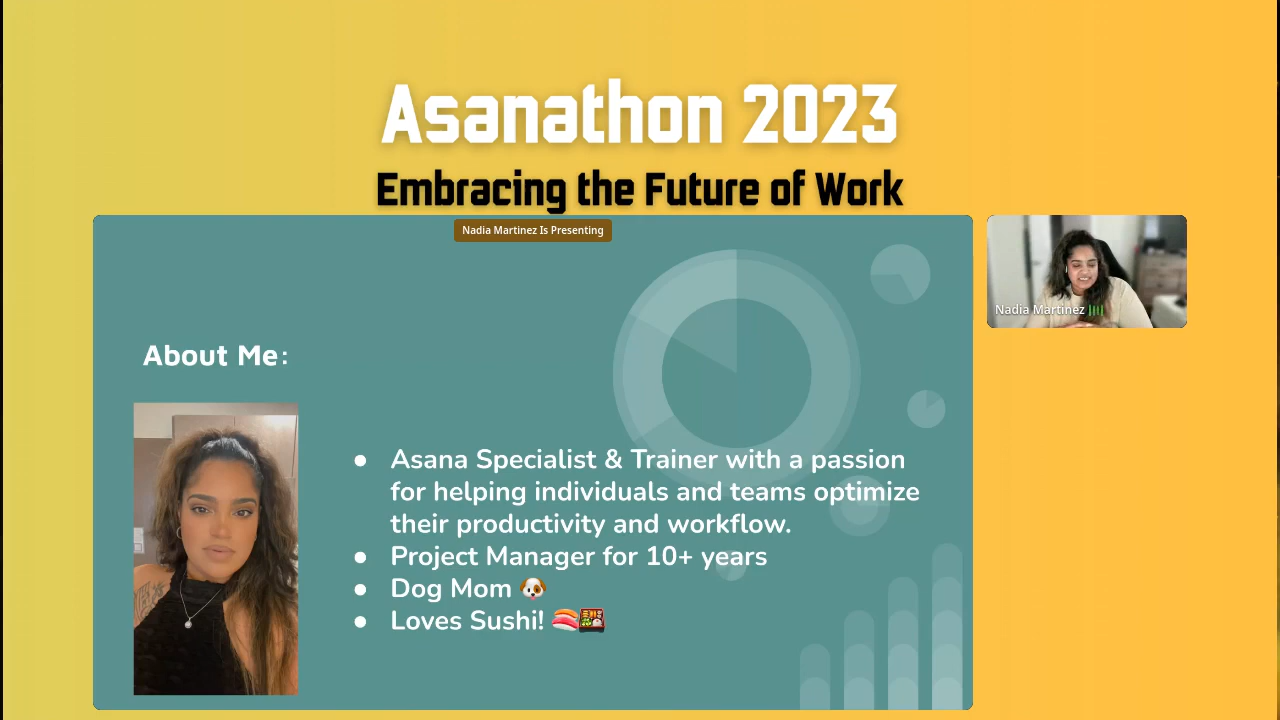 Asanathon 2023
Embracing the Future of Work
Nadia Martinez Is Presenting
Nadia Martinez
About Me:
● Asana Specialist & Trainer with a passion
for helping individuals and teams optimize
their productivity and workflow.
● Project Manager for 10+ years
● Dog Mom 🐶
● Loves Sushi! 🍣🍱